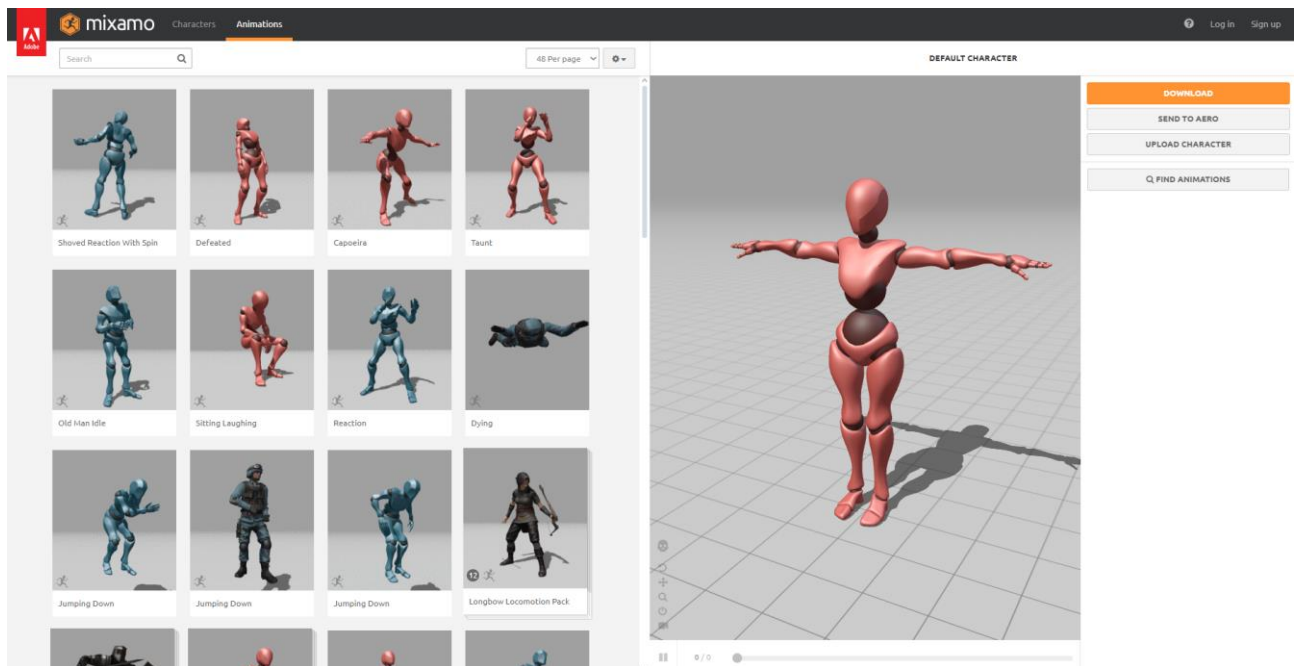 Adobe
mixamo
Characters
Animations
Log in
Sign up
Search
48 Per page
DEFAULT CHARACTER
DOWNLOAD
SEND TO AERO
UPLOAD CHARACTER
FIND ANIMATIONS
Shoved Reaction With Spin
Defeated
Capoeira
Taunt
Old Man Idle
Sitting Laughing
Reaction
Dying
Jumping Down
Jumping Down
Jumping Down
12
Longbow Locomotion Pack
0 / 0